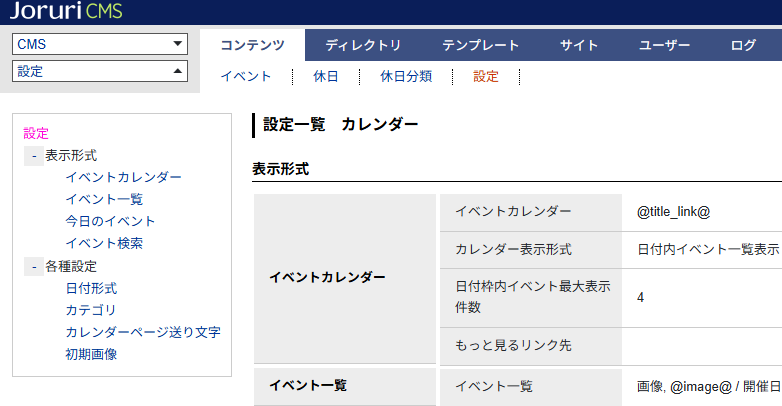 Joruri CMS
CMS
設定
コンテンツ ディレクトリ テンプレート サイト ユーザー ログ
イベント 休日 休日分類 設定
設定
- 表示形式
イベントカレンダー
イベント一覧
今日のイベント
イベント検索
- 各種設定
日付形式
カテゴリ
カレンダーページ送り文字
初期画像
設定一覧 カレンダー
表示形式
イベントカレンダー
イベントカレンダー @title_link@
カレンダー表示形式 日付内イベント一覧表示
日付枠内イベント最大表示
件数 4
もっと見るリンク先
イベント一覧 イベント一覧 画像, @image@ / 開催日